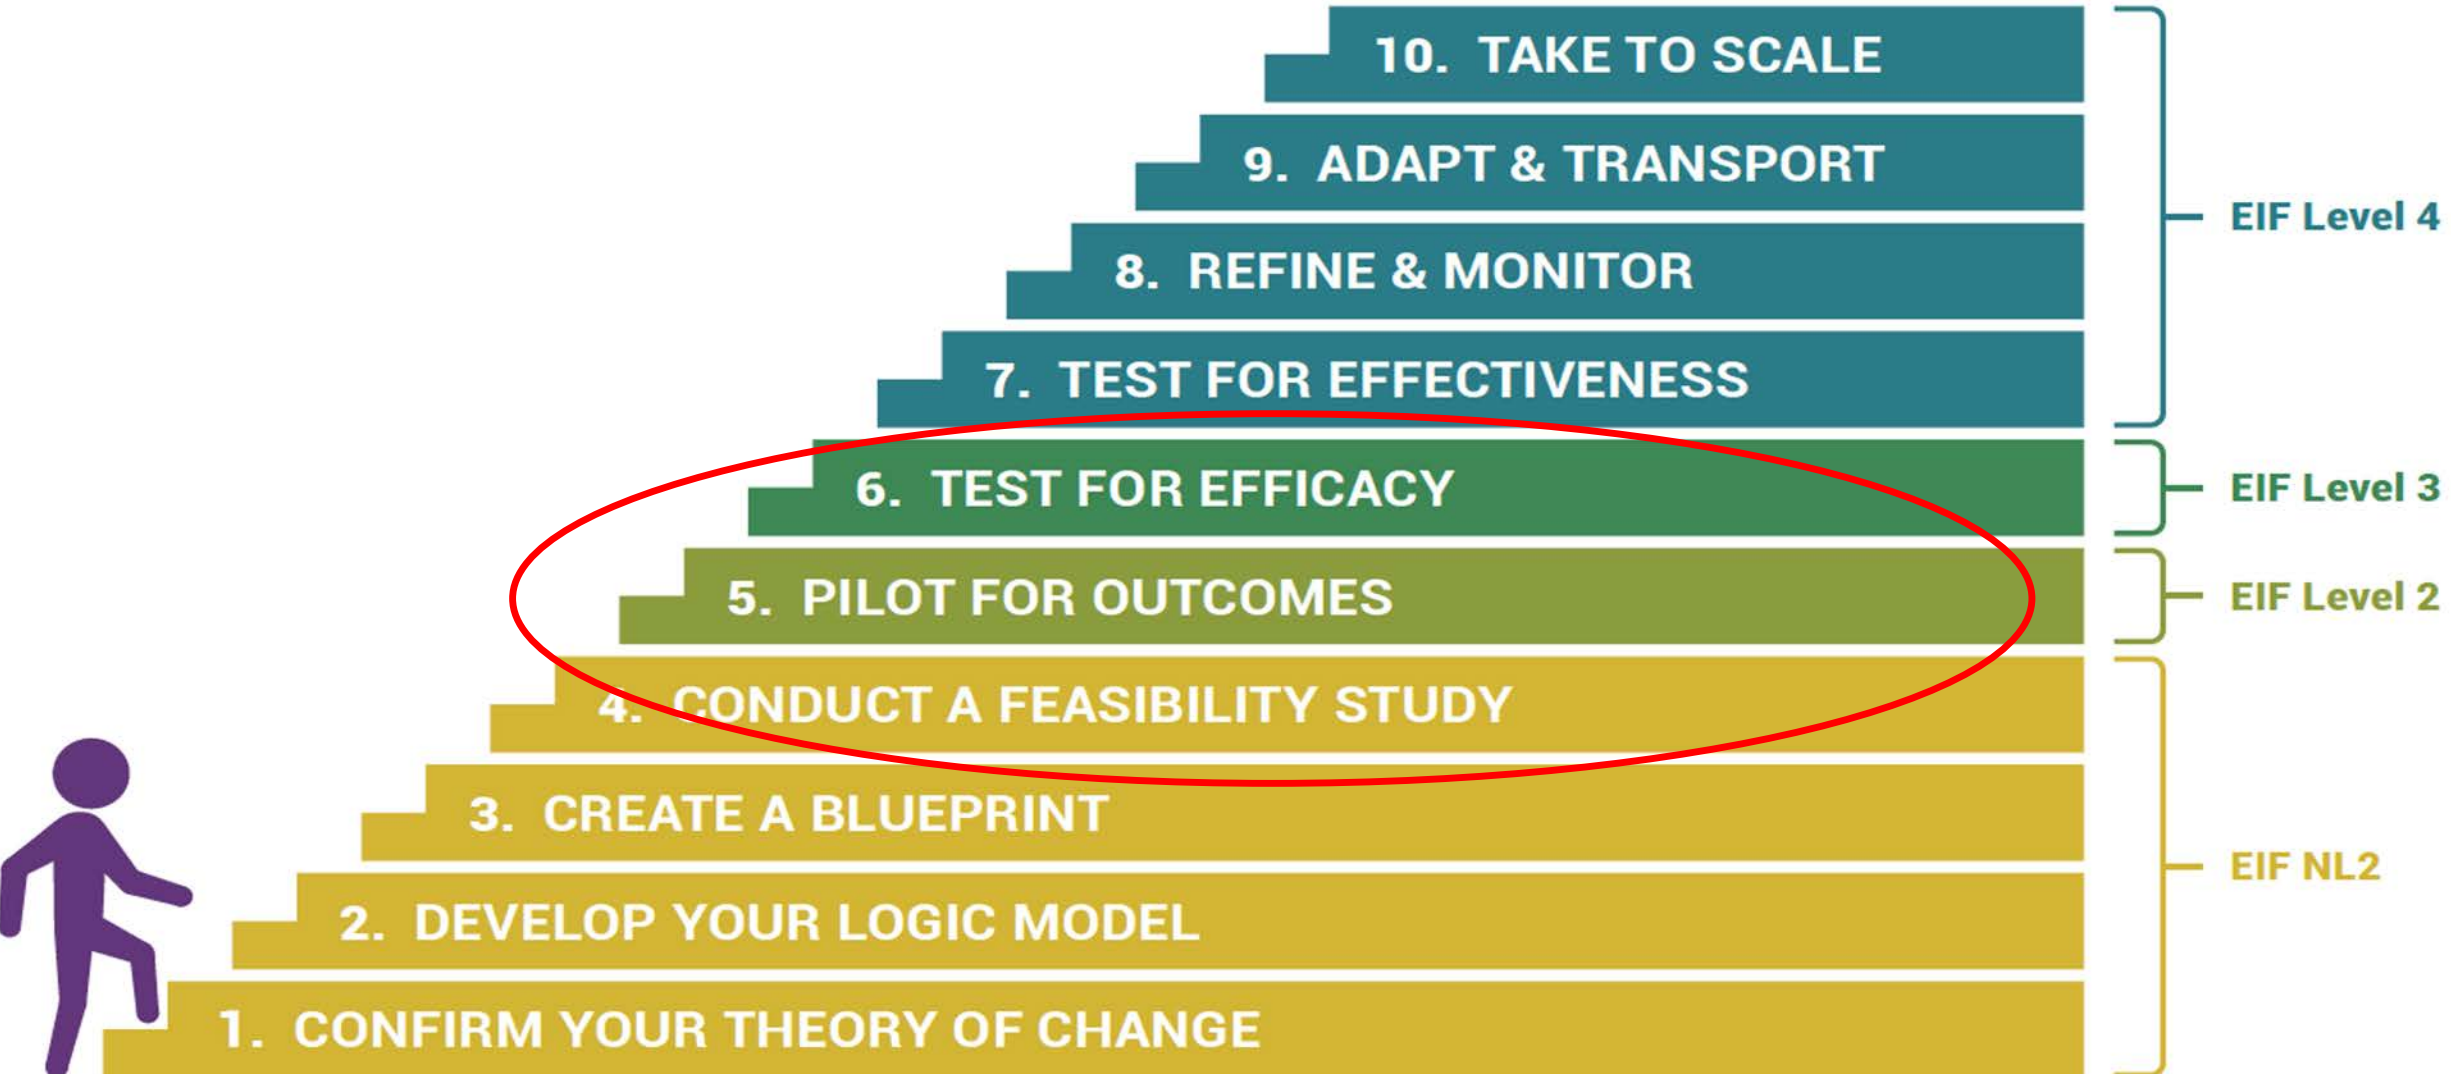 10. TAKE TO SCALE
9. ADAPT & TRANSPORT
EIF Level 4
8. REFINE & MONITOR
7. TEST FOR EFFECTIVENESS
6. TEST FOR EFFICACY
EIF Level 3
5. PILOT FOR OUTCOMES
EIF Level 2
4. CONDUCT A FEASIBILITY STUDY
3. CREATE A BLUEPRINT
EIF NL2
2. DEVELOP YOUR LOGIC MODEL
1. CONFIRM YOUR THEORY OF CHANGE